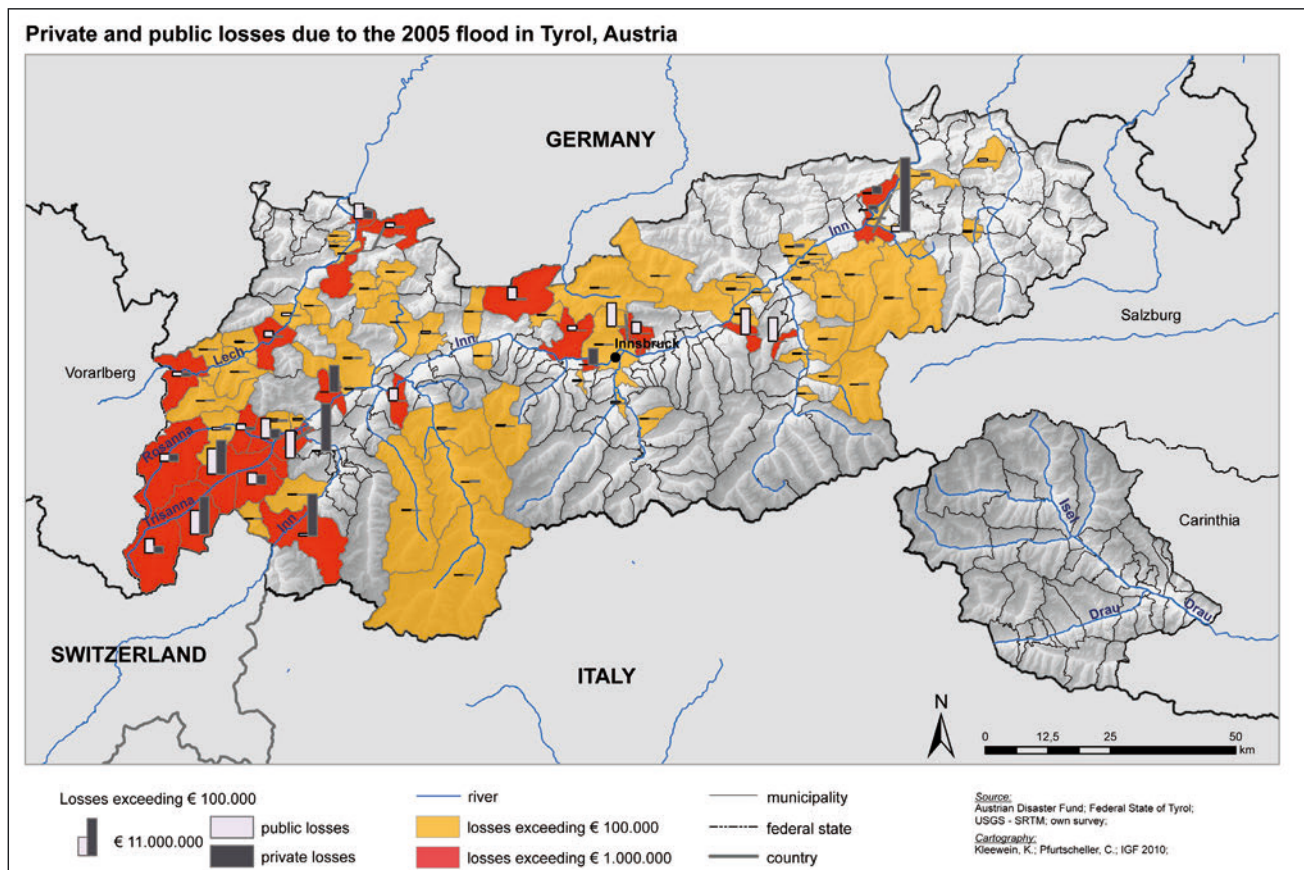 Private and public losses due to the 2005 flood in Tyrol, Austria
GERMANY
Inn
Salzburg
Inn
Innsbruck
Lech
Vorarlberg
Rosanna
Trisanna
Inn
Isel
Carinthia
Drau
Drau
SWITZERLAND
ITALY
N
0 12,5 25 50
km
Losses exceeding € 100.000
€ 11.000.000
public losses
private losses
river
losses exceeding € 100.000
losses exceeding € 1.000.000
municipality
federal state
country
Source:
Austrian Disaster Fund; Federal State of Tyrol;
USGS - SRTM; own survey;
Cartography:
Kleewein, K.; Pfurtscheller, C.; IGF 2010;